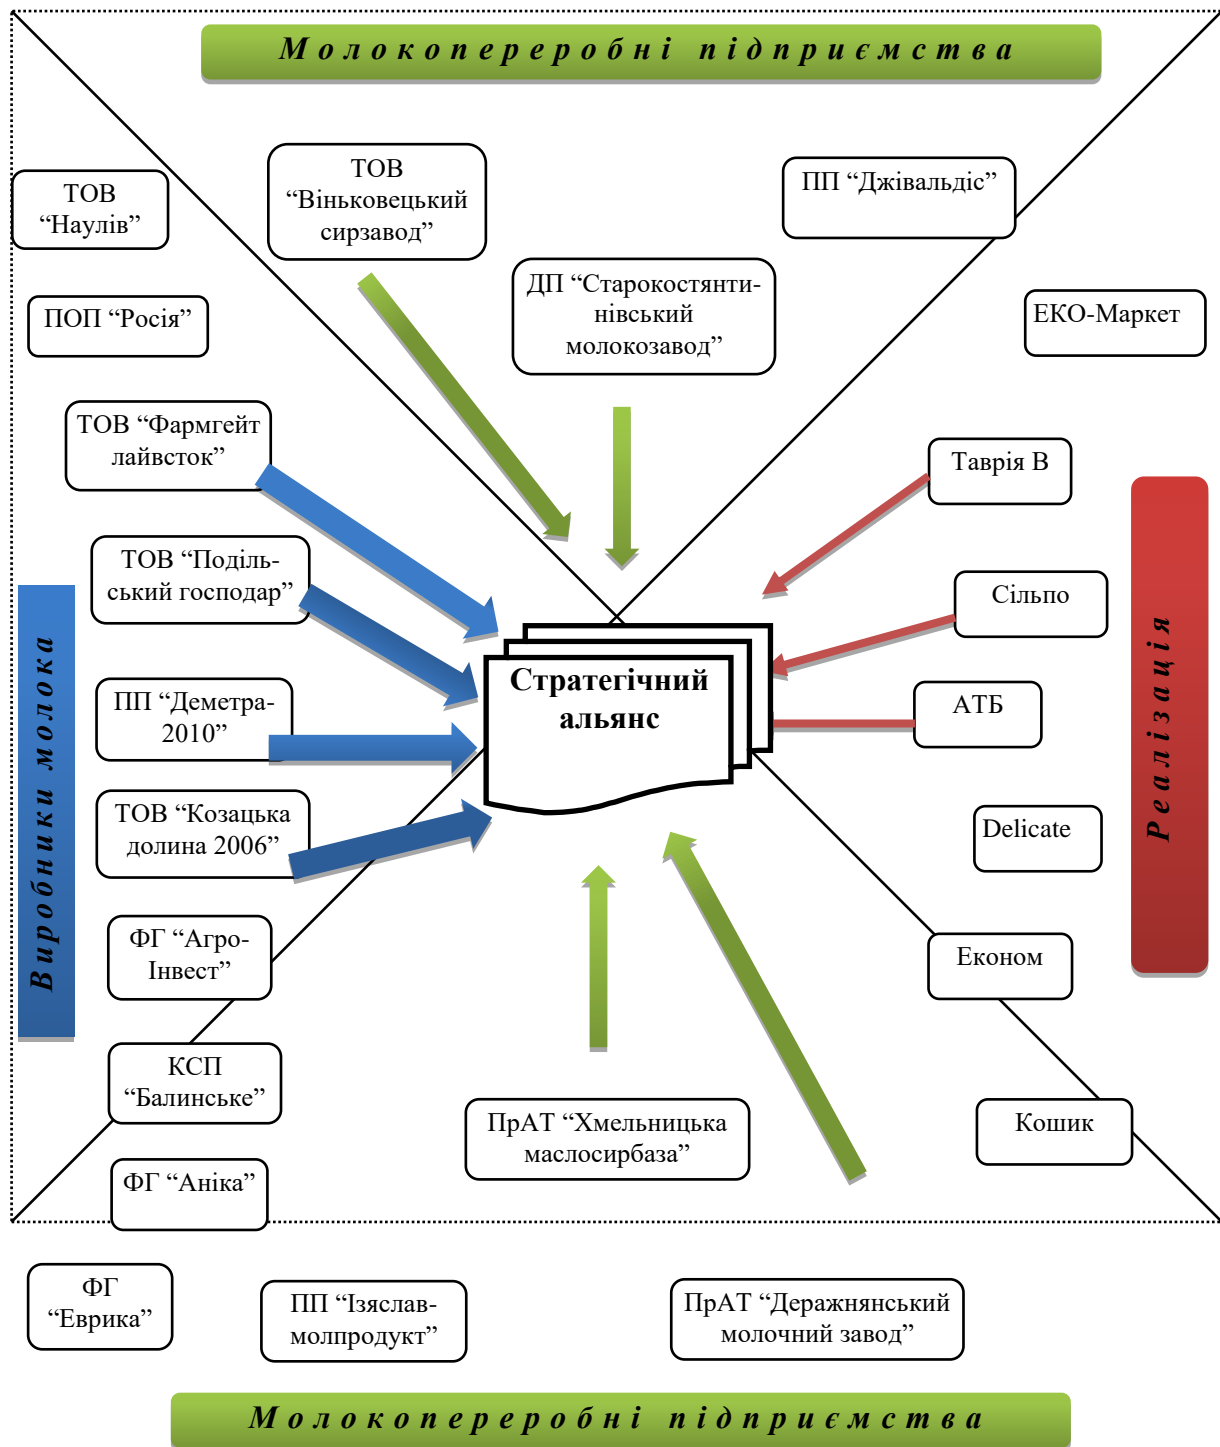 Молокопереробні підприємства
ТОВ
“Наулів”
ТОВ
“Віньковецький
сирзавод”
ПП “Джівальдіс”
ДП “Старокостянти-
нівський
молокозавод”
ПОП “Росія”
ЕКО-Маркет
ТОВ “Фармгейт
лайвсток”
Таврія В
ТОВ “Подiль-
ський господар”
Сільпо
Виробники молока
Реалізація
Стратегічний
альянс
ПП “Деметра-
2010”
АТБ
ТОВ “Козацька
долина 2006”
Delicate
ФГ “Агро-
Інвест”
Економ
КСП
“Балинське”
ПрАТ “Хмельницька
маслосирбаза”
Кошик
ФГ “Аніка”
ФГ
“Еврика”
ПП “Ізяслав-
молпродукт”
ПрАТ “Деражнянський
молочний завод”
Молокопереробні підприємства